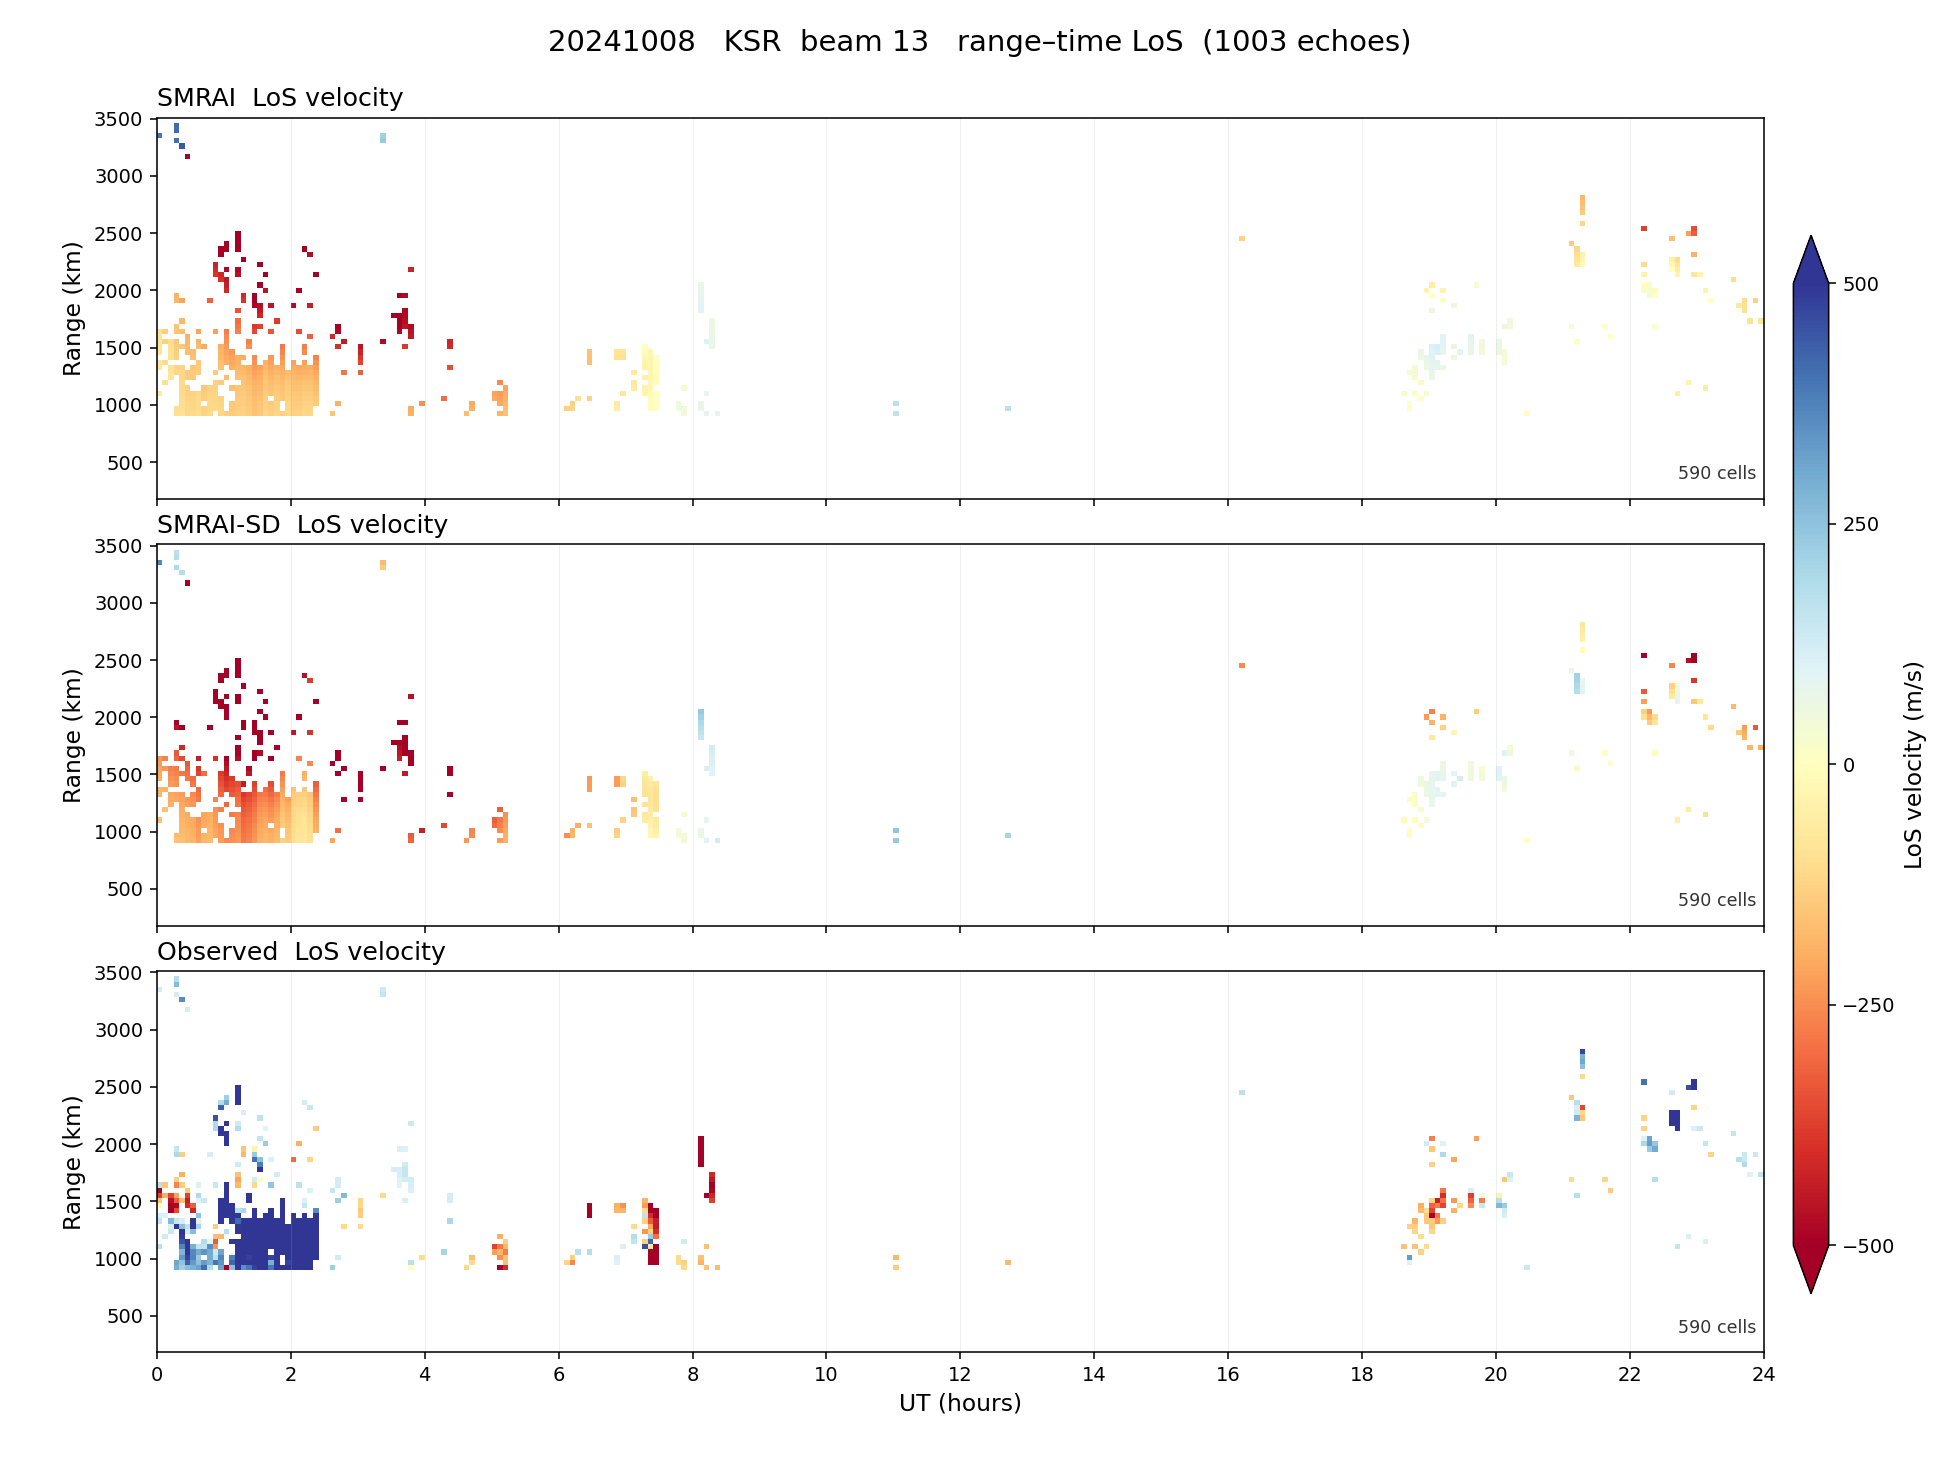 20241008   KSR  beam 13   range–time LoS  (1003 echoes)
SMRAI  LoS velocity
3500
3000
2500
2000
1500
1000
500
Range (km)
590 cells
SMRAI-SD  LoS velocity
3500
3000
2500
2000
1500
1000
500
Range (km)
590 cells
Observed  LoS velocity
3500
3000
2500
2000
1500
1000
500
Range (km)
590 cells
0 2 4 6 8 10 12 14 16 18 20 22 24
UT (hours)
500
250
0
−250
−500
LoS velocity (m/s)